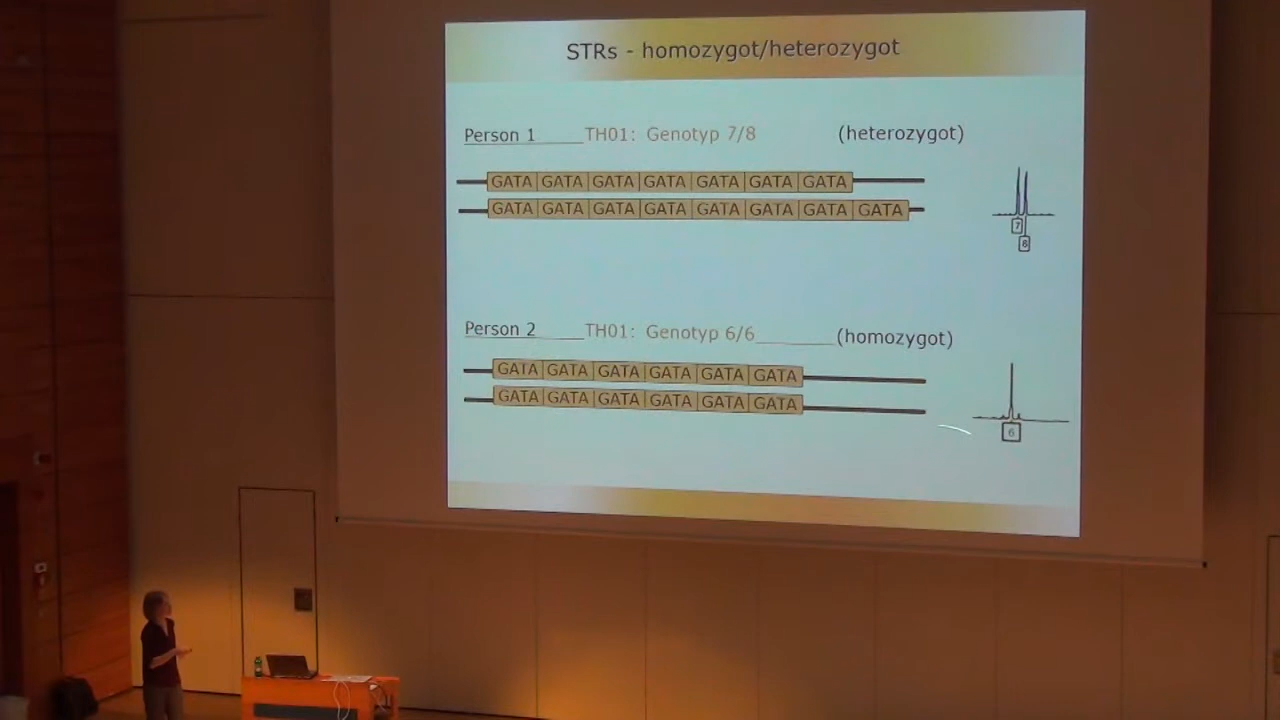 STRs - homozygot/heterozygot
Person 1 TH01: Genotyp 7/8 (heterozygot)
GATA GATA GATA GATA GATA GATA GATA
GATA GATA GATA GATA GATA GATA GATA GATA
7
8
Person 2 TH01: Genotyp 6/6 (homozygot)
GATA GATA GATA GATA GATA GATA
GATA GATA GATA GATA GATA GATA
6